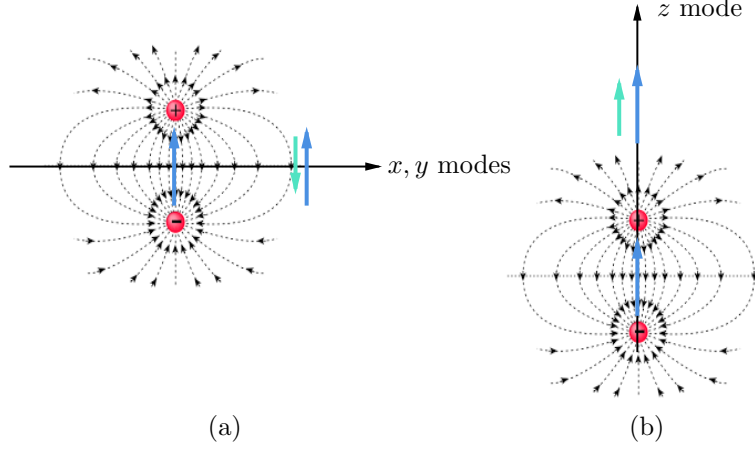 z mode
+
x, y modes
-
+
-
(a)
(b)